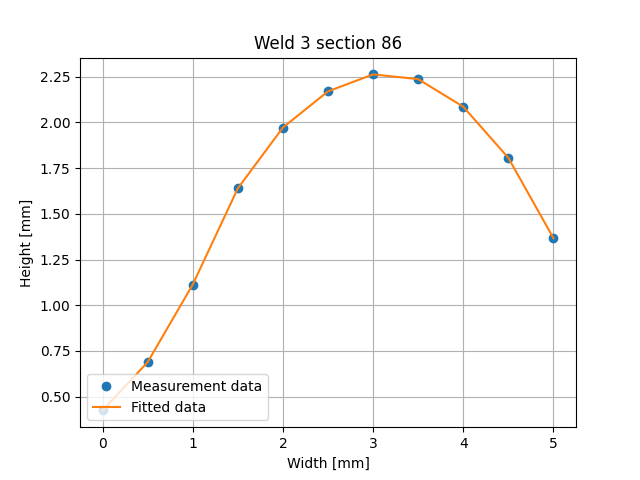 Weld 3 section 86
Height [mm]
2.25
2.00
1.75
1.50
1.25
1.00
0.75
0.50
Measurement data
Fitted data
0 1 2 3 4 5
Width [mm]